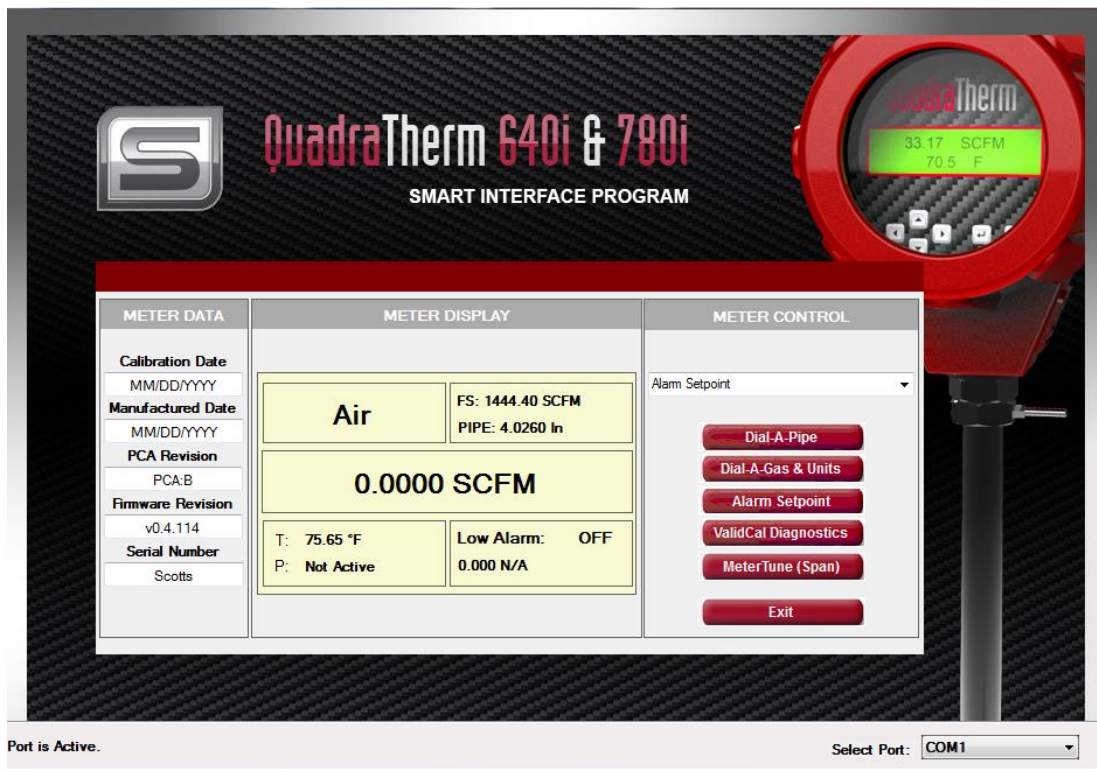 QuadraTherm 640i & 780i
SMART INTERFACE PROGRAM
QuadraTherm
33.17 SCFM
70.5 F
S
METER DATA
Calibration Date
MM/DD/YYYY
Manufactured Date
MM/DD/YYYY
PCA Revision
PCA:B
Firmware Revision
v0.4.114
Serial Number
Scotts
METER DISPLAY
Air
FS: 1444.40 SCFM
PIPE: 4.0260 In
0.0000 SCFM
T: 75.65 °F
P: Not Active
Low Alarm: OFF
0.000 N/A
METER CONTROL
Alarm Setpoint
Dial-A-Pipe
Dial-A-Gas & Units
Alarm Setpoint
ValidCal Diagnostics
MeterTune (Span)
Exit
Port is Active.
Select Port: COM1